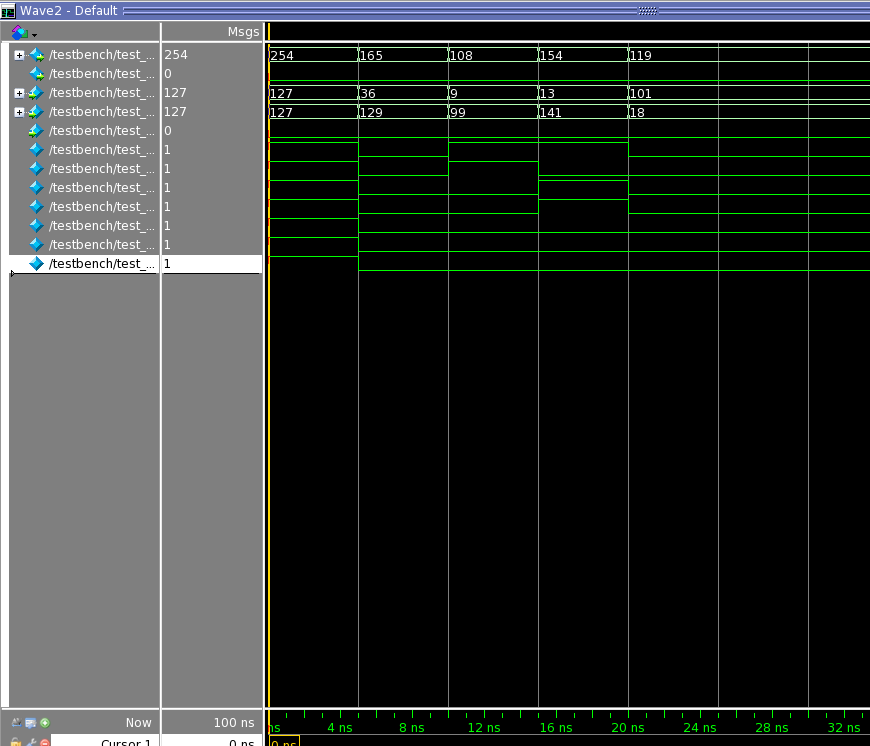 Wave2 - Default
Msgs
/testbench/test_... 254 254 165 108 154 119
/testbench/test_... 0
/testbench/test_... 127 127 36 9 13 101
/testbench/test_... 127 127 129 99 141 18
/testbench/test_... 0
/testbench/test_... 1
/testbench/test_... 1
/testbench/test_... 1
/testbench/test_... 1
/testbench/test_... 1
/testbench/test_... 1
/testbench/test_... 1
Now 100 ns ns 4 ns 8 ns 12 ns 16 ns 20 ns 24 ns 28 ns 32 ns
Cursor 1 0 ns 0 ns